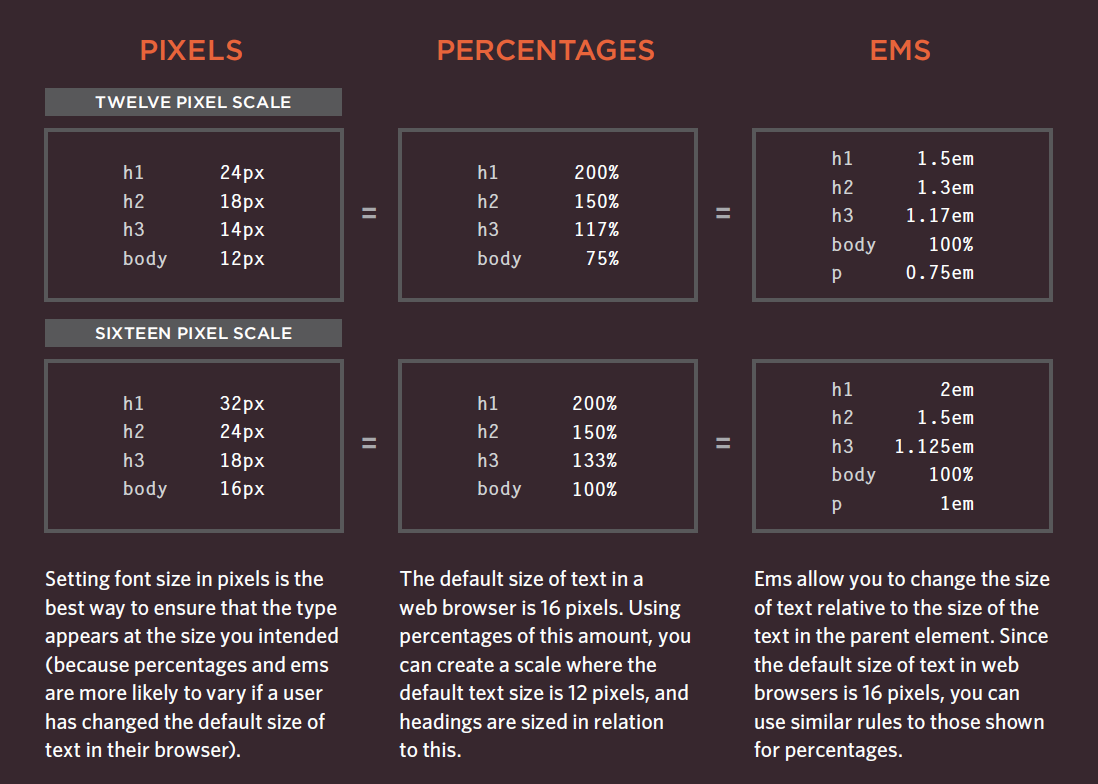 PIXELS
PERCENTAGES
EMS
TWELVE PIXEL SCALE
h1 24px
h2 18px
h3 14px
body 12px
=
h1 200%
h2 150%
h3 117%
body 75%
=
h1 1.5em
h2 1.3em
h3 1.17em
body 100%
p 0.75em
SIXTEEN PIXEL SCALE
h1 32px
h2 24px
h3 18px
body 16px
=
h1 200%
h2 150%
h3 133%
body 100%
=
h1 2em
h2 1.5em
h3 1.125em
body 100%
p 1em
Setting font size in pixels is the
best way to ensure that the type
appears at the size you intended
(because percentages and ems
are more likely to vary if a user
has changed the default size of
text in their browser).
The default size of text in a
web browser is 16 pixels. Using
percentages of this amount, you
can create a scale where the
default text size is 12 pixels, and
headings are sized in relation
to this.
Ems allow you to change the size
of text relative to the size of the
text in the parent element. Since
the default size of text in web
browsers is 16 pixels, you can
use similar rules to those shown
for percentages.